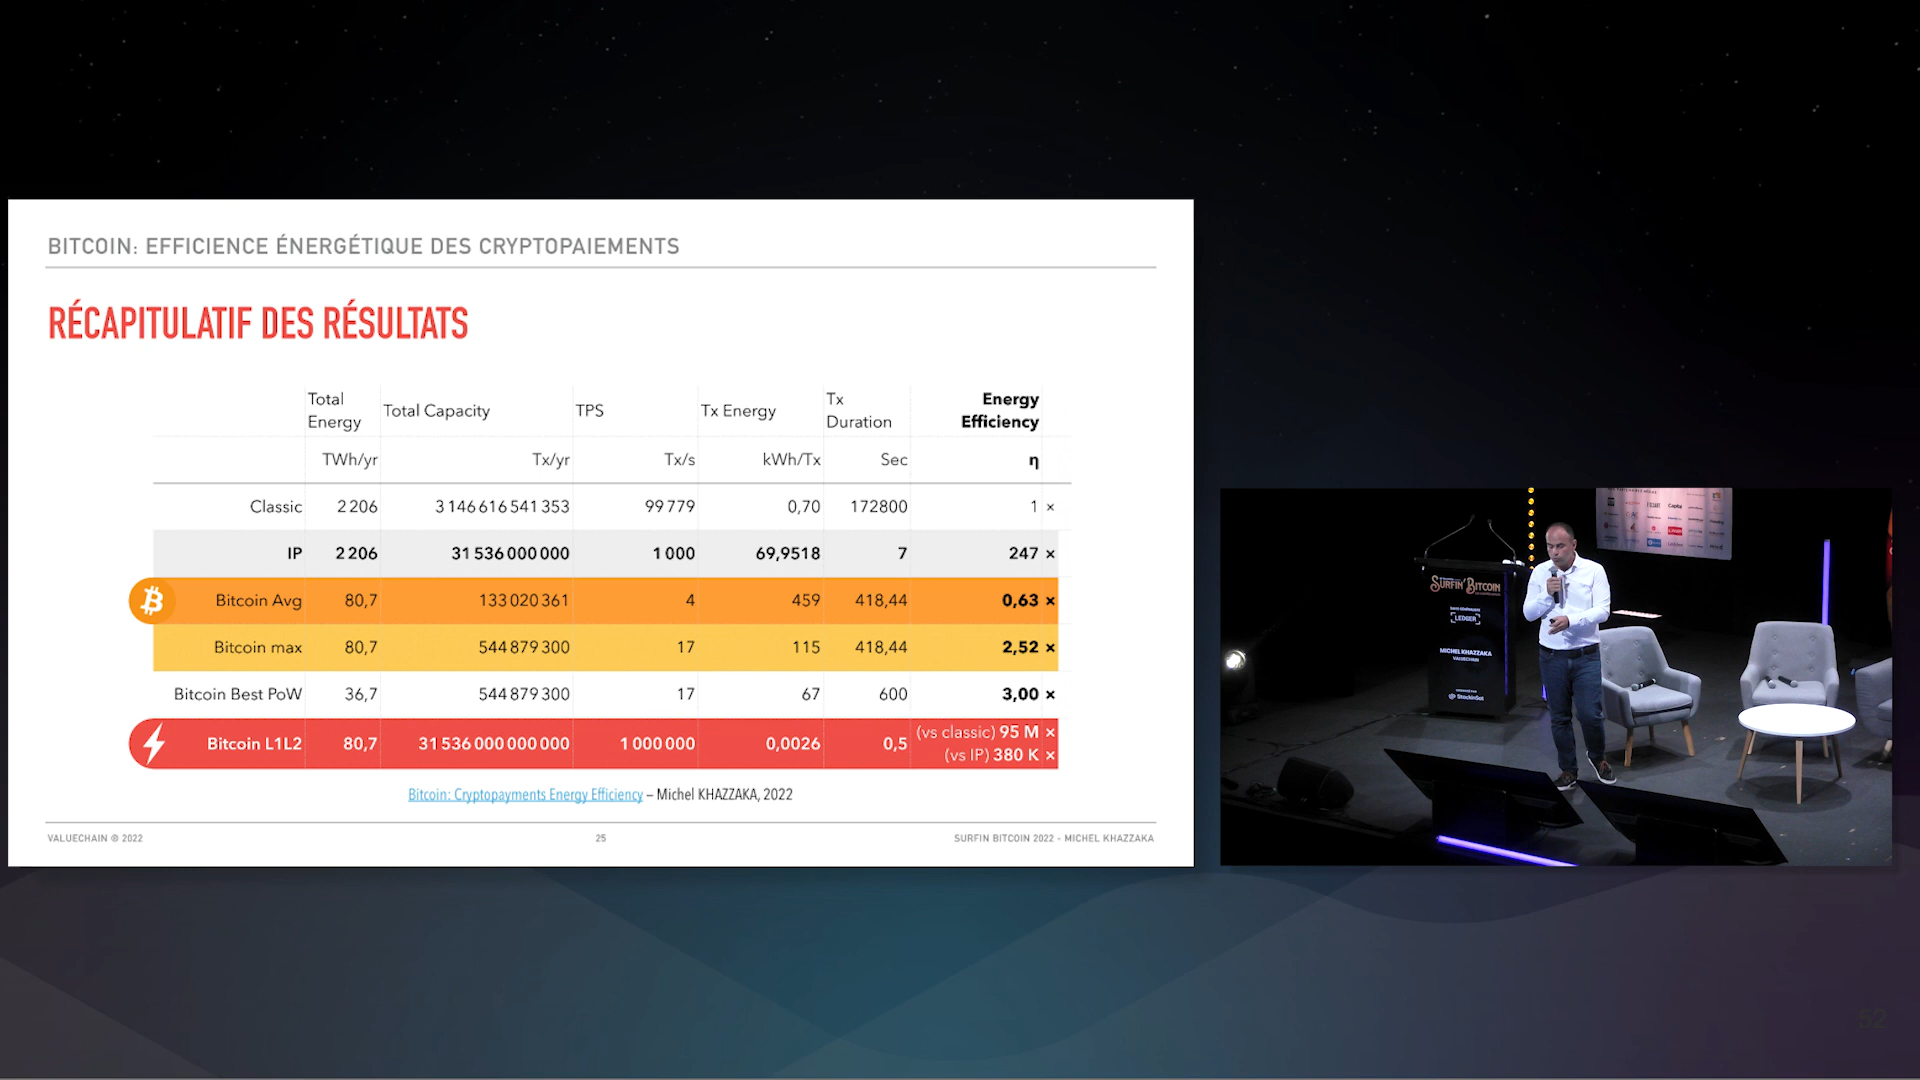 BITCOIN: EFFICIENCE ÉNERGÉTIQUE DES CRYPTOPAIEMENTS
RÉCAPITULATIF DES RÉSULTATS
Total Energy Total Capacity TPS Tx Energy Tx Duration Energy Efficiency
TWh/yr Tx/yr Tx/s kWh/Tx Sec η
Classic 2 206 3 146 616 541 353 99 779 0,70 172800 1 ×
IP 2 206 31 536 000 000 1 000 69,9518 7 247 ×
Bitcoin Avg 80,7 133 020 361 4 459 418,44 0,63 ×
Bitcoin max 80,7 544 879 300 17 115 418,44 2,52 ×
Bitcoin Best PoW 36,7 544 879 300 17 67 600 3,00 ×
Bitcoin L1L2 80,7 31 536 000 000 000 1 000 000 0,0026 0,5 (vs classic) 95 M ×
(vs IP) 380 K ×
Bitcoin: Cryptopayments Energy Efficiency – Michel KHAZZAKA, 2022
VALUECHAIN © 2022 25 SURFIN BITCOIN 2022 - MICHEL KHAZZAKA
SURFIN' BITCOIN
LEDGER
MICHEL KHAZZAKA
VALUECHAIN
StackinSat
52